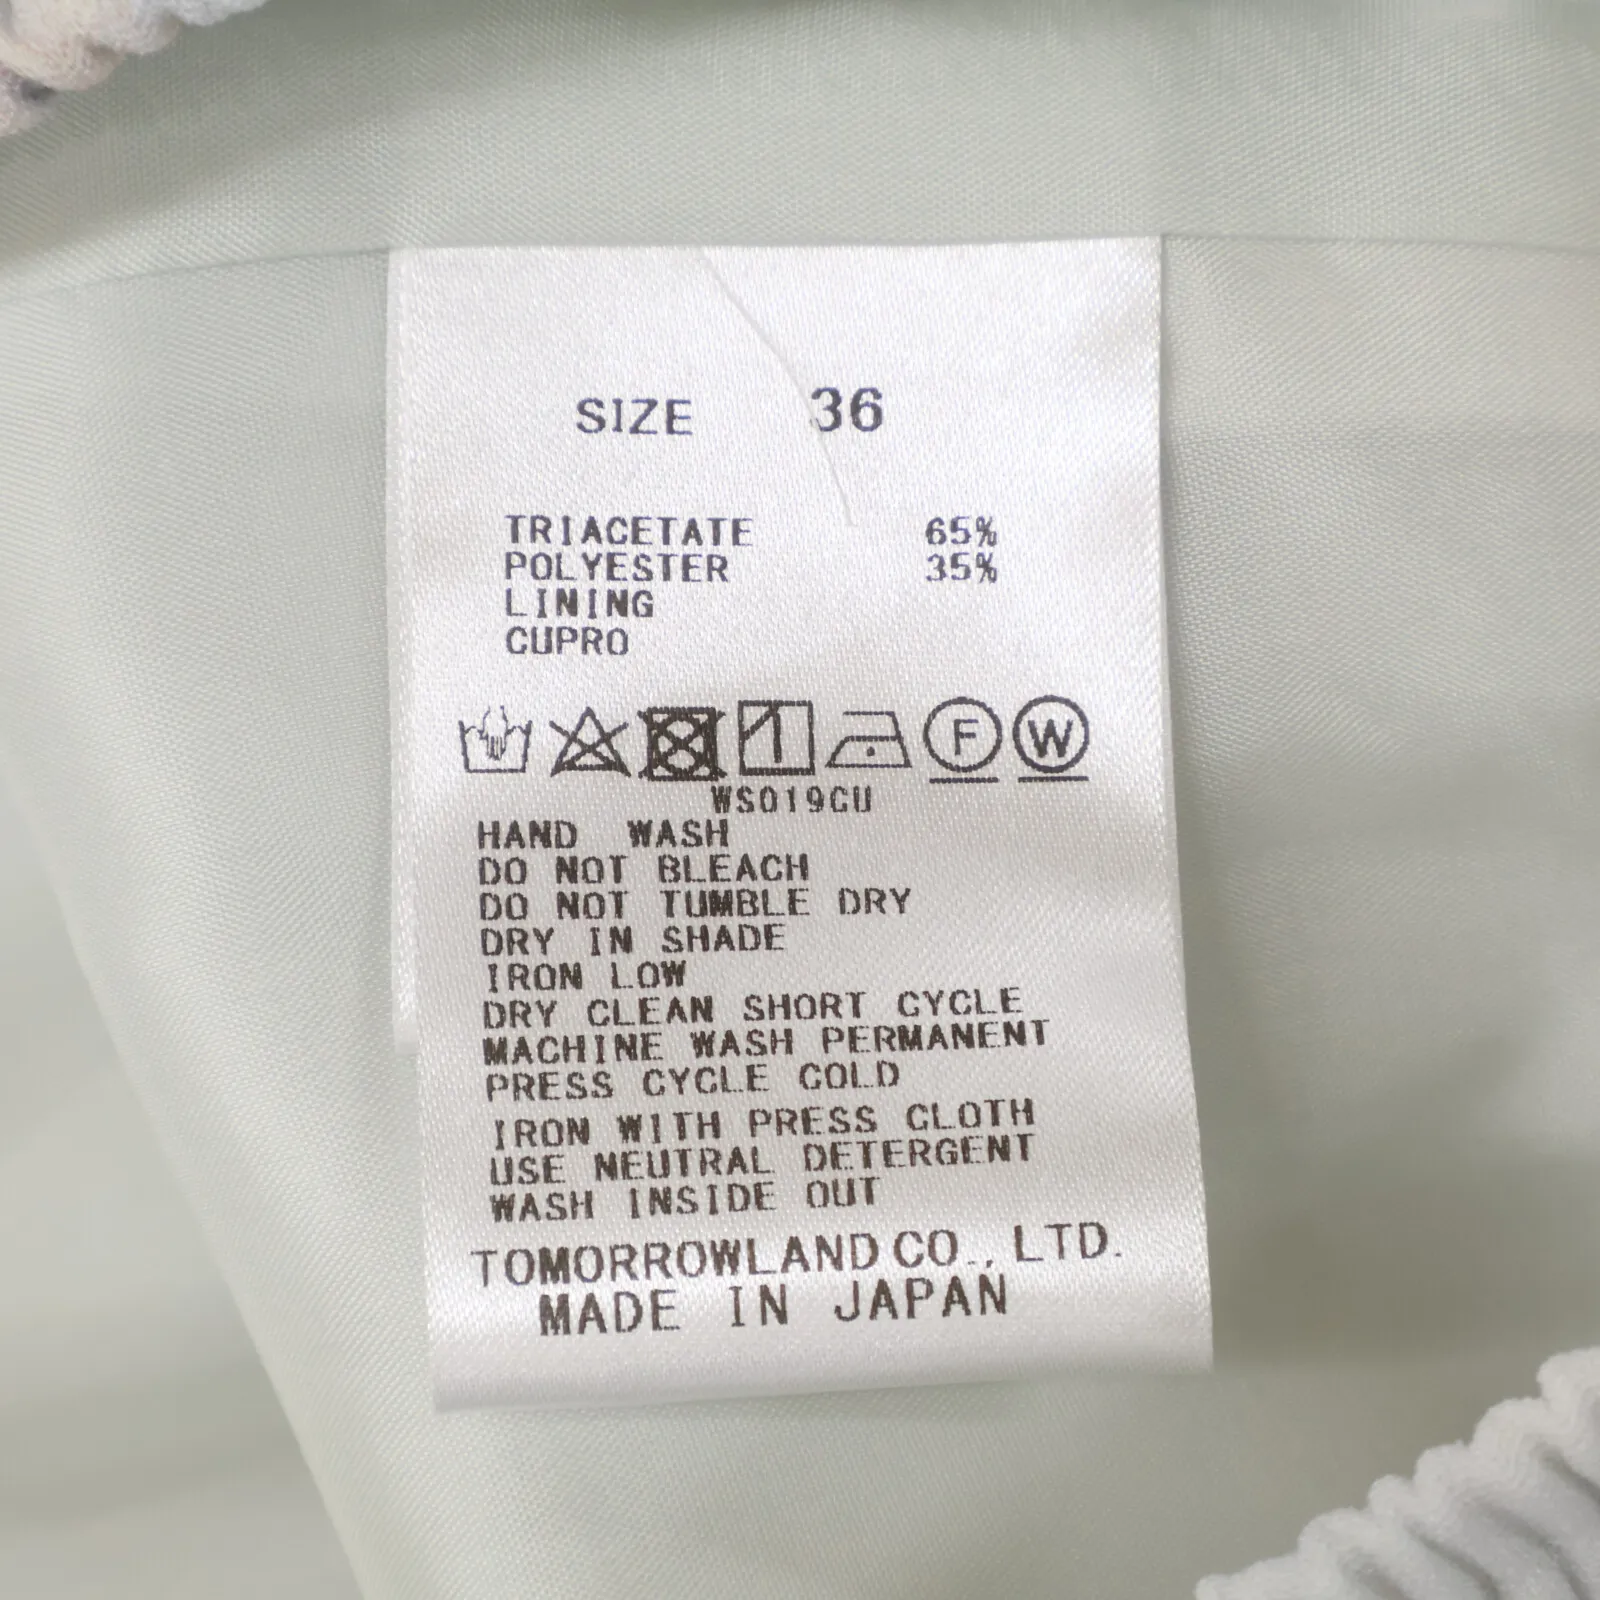 SIZE 36
TRIACETATE 65%
POLYESTER 35%
LINING
CUPRO
F W
WS019CU
HAND WASH
DO NOT BLEACH
DO NOT TUMBLE DRY
DRY IN SHADE
IRON LOW
DRY CLEAN SHORT CYCLE
MACHINE WASH PERMANENT
PRESS CYCLE COLD
IRON WITH PRESS CLOTH
USE NEUTRAL DETERGENT
WASH INSIDE OUT
TOMORROWLAND CO., LTD.
MADE IN JAPAN